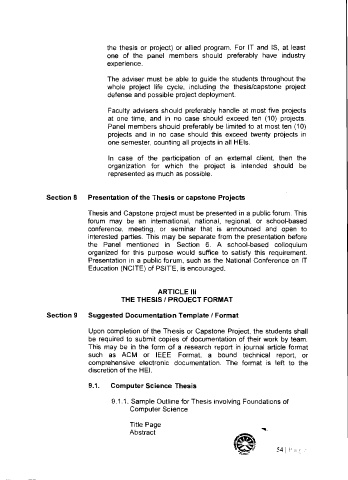 the thesis or project) or allied program. For IT and IS, at least
one of the panel members should preferably have industry
experience.
The adviser must be able to guide the students throughout the
whole project life cycle, including the thesis/capstone project
defense and possible project deployment.
Faculty advisers should preferably handle at most five projects
at one time, and in no case should exceed ten (10) projects.
Panel members should preferably be limited to at most ten (10)
projects and in no case should this exceed twenty projects in
one semester, counting all projects in all HEIs.
In case of the participation of an external client, then the
organization for which the project is intended should be
represented as much as possible.
Section 8 Presentation of the Thesis or capstone Projects
Thesis and Capstone project must be presented in a public forum. This
forum may be an international, national, regional, or school-based
conference, meeting, or seminar that is announced and open to
interested parties. This may be separate from the presentation before
the Panel mentioned in Section 6. A school-based colloquium
organized for this purpose would suffice to satisfy this requirement.
Presentation in a public forum, such as the National Conference on IT
Education (NCITE) of PSITE, is encouraged.
ARTICLE III
THE THESIS / PROJECT FORMAT
Section 9 Suggested Documentation Template / Format
Upon completion of the Thesis or Capstone Project, the students shall
be required to submit copies of documentation of their work by team.
This may be in the form of a research report in journal article format
such as ACM or IEEE Format, a bound technical report, or
comprehensive electronic documentation. The format is left to the
discretion of the HEI.
9.1. Computer Science Thesis
9.1.1. Sample Outline for Thesis involving Foundations of
Computer Science
Title Page
Abstract
54 | Page